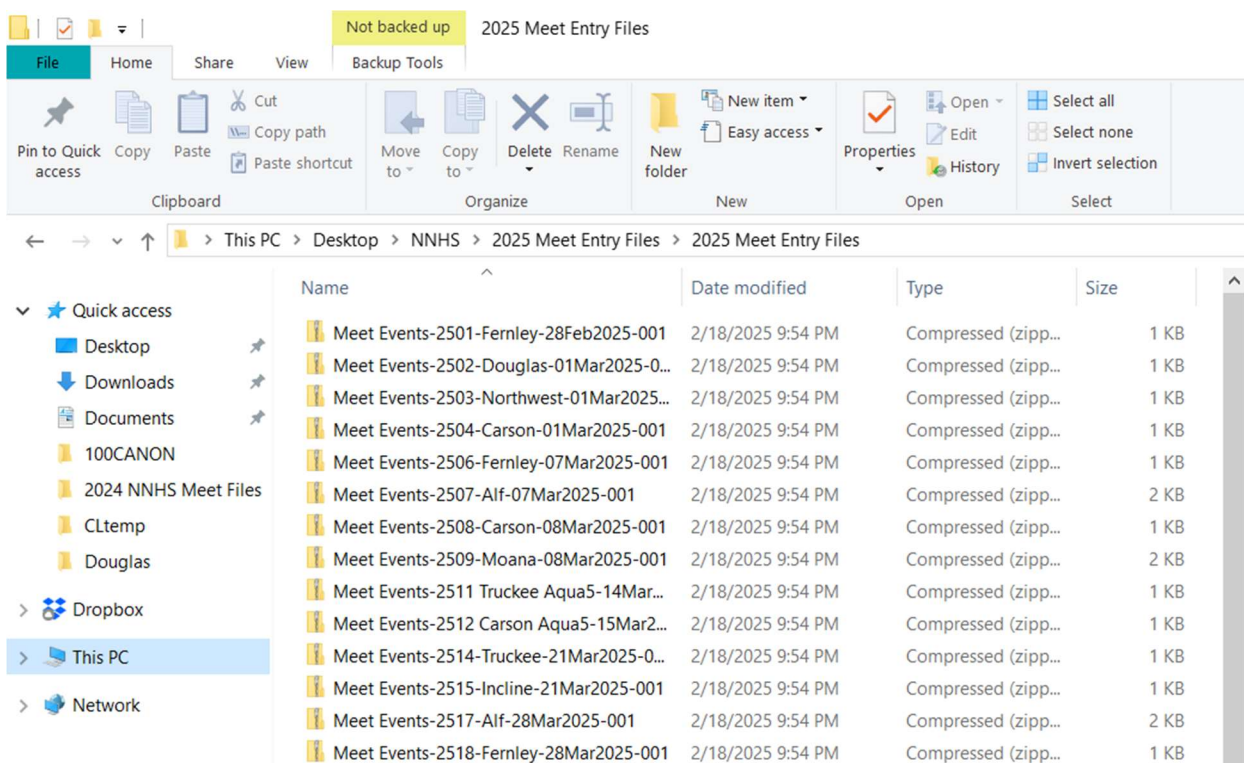 Not backed up 2025 Meet Entry Files
File Home Share View Backup Tools
Pin to Quick access
Copy
Paste
Cut
Copy path
Paste shortcut
Clipboard
Move to
Copy to
Delete
Rename
Organize
New folder
New item
Easy access
New
Properties
Open
Edit
History
Open
Select all
Select none
Invert selection
Select
This PC > Desktop > NNHS > 2025 Meet Entry Files > 2025 Meet Entry Files
Quick access
Desktop
Downloads
Documents
100CANON
2024 NNHS Meet Files
CLtemp
Douglas
Dropbox
This PC
Network
Name Date modified Type Size
Meet Events-2501-Fernley-28Feb2025-001 2/18/2025 9:54 PM Compressed (zipp... 1 KB
Meet Events-2502-Douglas-01Mar2025-0... 2/18/2025 9:54 PM Compressed (zipp... 1 KB
Meet Events-2503-Northwest-01Mar2025... 2/18/2025 9:54 PM Compressed (zipp... 1 KB
Meet Events-2504-Carson-01Mar2025-001 2/18/2025 9:54 PM Compressed (zipp... 1 KB
Meet Events-2506-Fernley-07Mar2025-001 2/18/2025 9:54 PM Compressed (zipp... 1 KB
Meet Events-2507-Alf-07Mar2025-001 2/18/2025 9:54 PM Compressed (zipp... 2 KB
Meet Events-2508-Carson-08Mar2025-001 2/18/2025 9:54 PM Compressed (zipp... 1 KB
Meet Events-2509-Moana-08Mar2025-001 2/18/2025 9:54 PM Compressed (zipp... 2 KB
Meet Events-2511 Truckee Aqua5-14Mar... 2/18/2025 9:54 PM Compressed (zipp... 1 KB
Meet Events-2512 Carson Aqua5-15Mar2... 2/18/2025 9:54 PM Compressed (zipp... 1 KB
Meet Events-2514-Truckee-21Mar2025-0... 2/18/2025 9:54 PM Compressed (zipp... 1 KB
Meet Events-2515-Incline-21Mar2025-001 2/18/2025 9:54 PM Compressed (zipp... 1 KB
Meet Events-2517-Alf-28Mar2025-001 2/18/2025 9:54 PM Compressed (zipp... 2 KB
Meet Events-2518-Fernley-28Mar2025-001 2/18/2025 9:54 PM Compressed (zipp... 1 KB